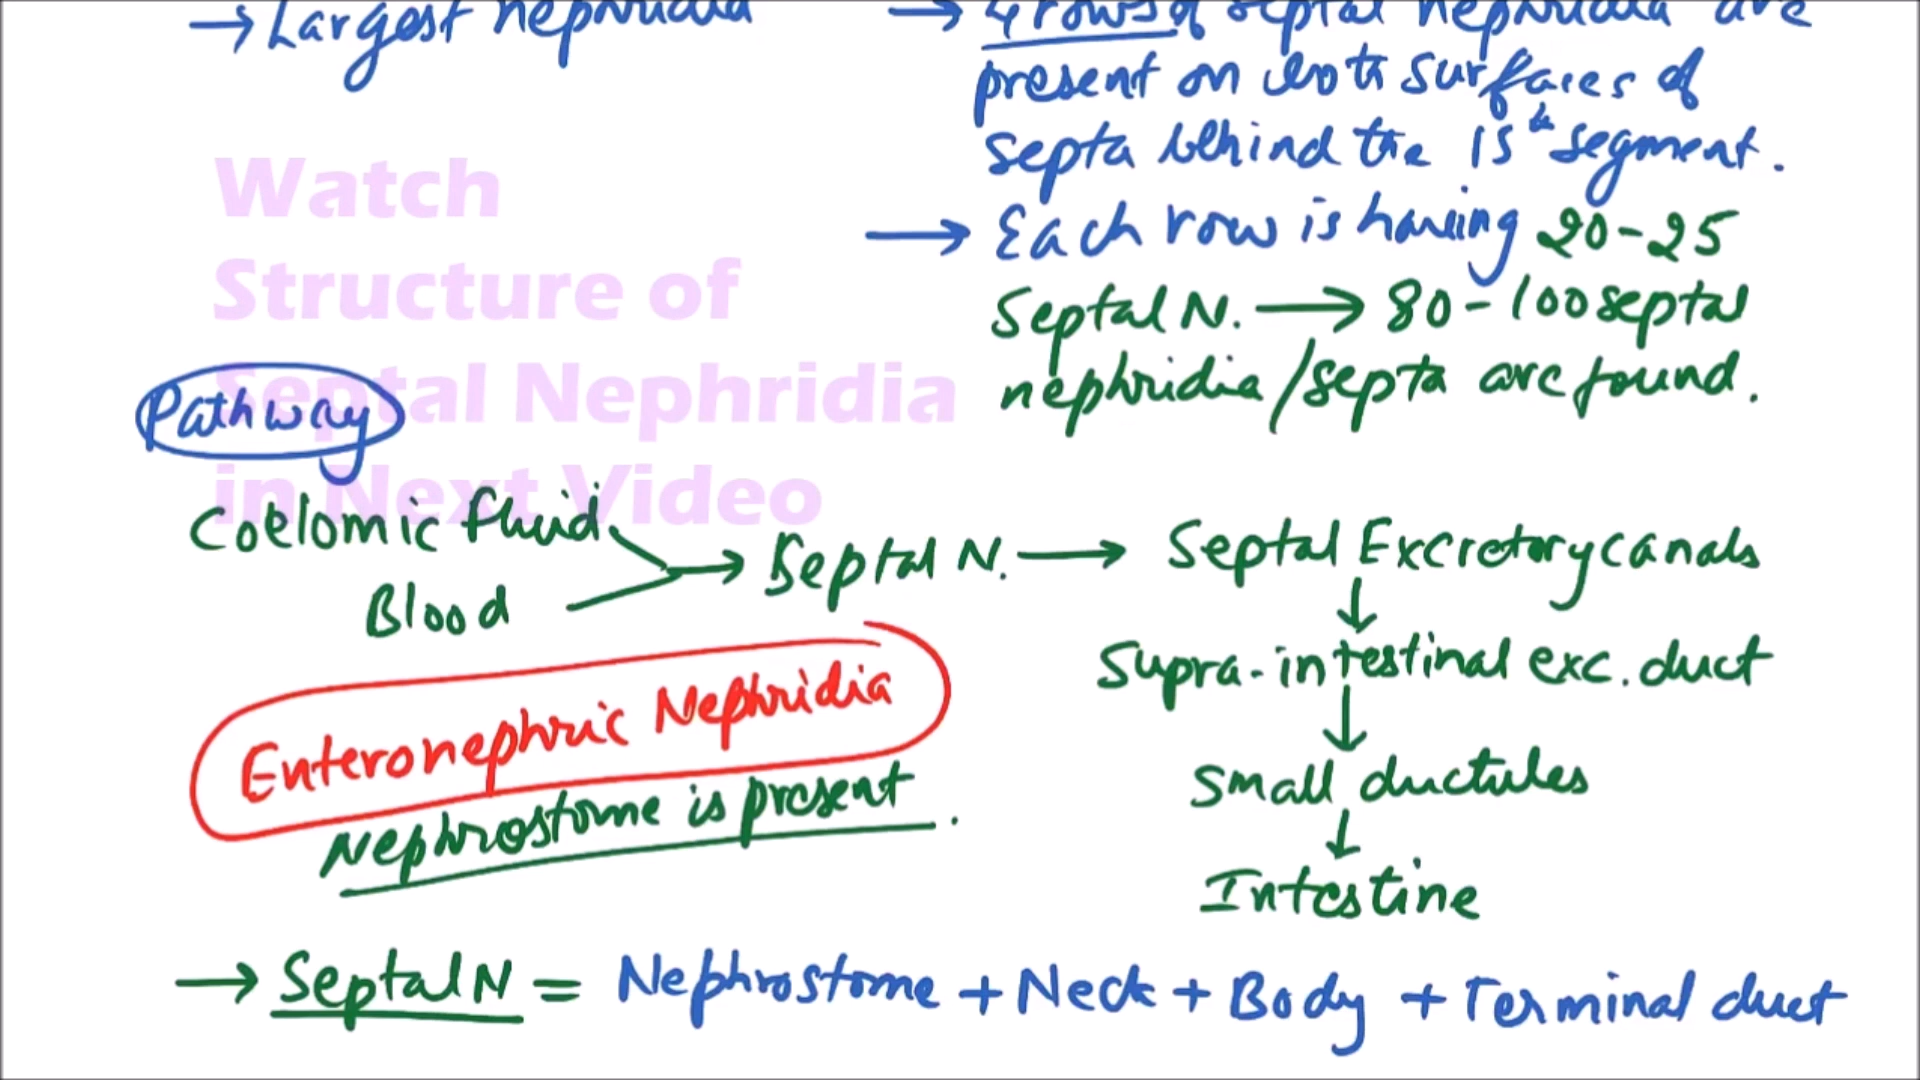 → Largest nephridia
→ 4 rows of septal nephridia are
present on both surfaces of
septa behind the 15th segment.
→ Each row is having 20-25
Septal N. → 80-100 septal
nephridia/septa are found.
Watch
Structure of
Septal Nephridia
in Next Video
Pathway
Coelomic fluid
Blood
→ Septal N. → Septal Excretory canals
↓
Supra-intestinal exc. duct
↓
Small ductules
↓
Intestine
Enteronephric Nephridia
Nephrostome is present.
→ Septal N = Nephrostome + Neck + Body + Terminal duct